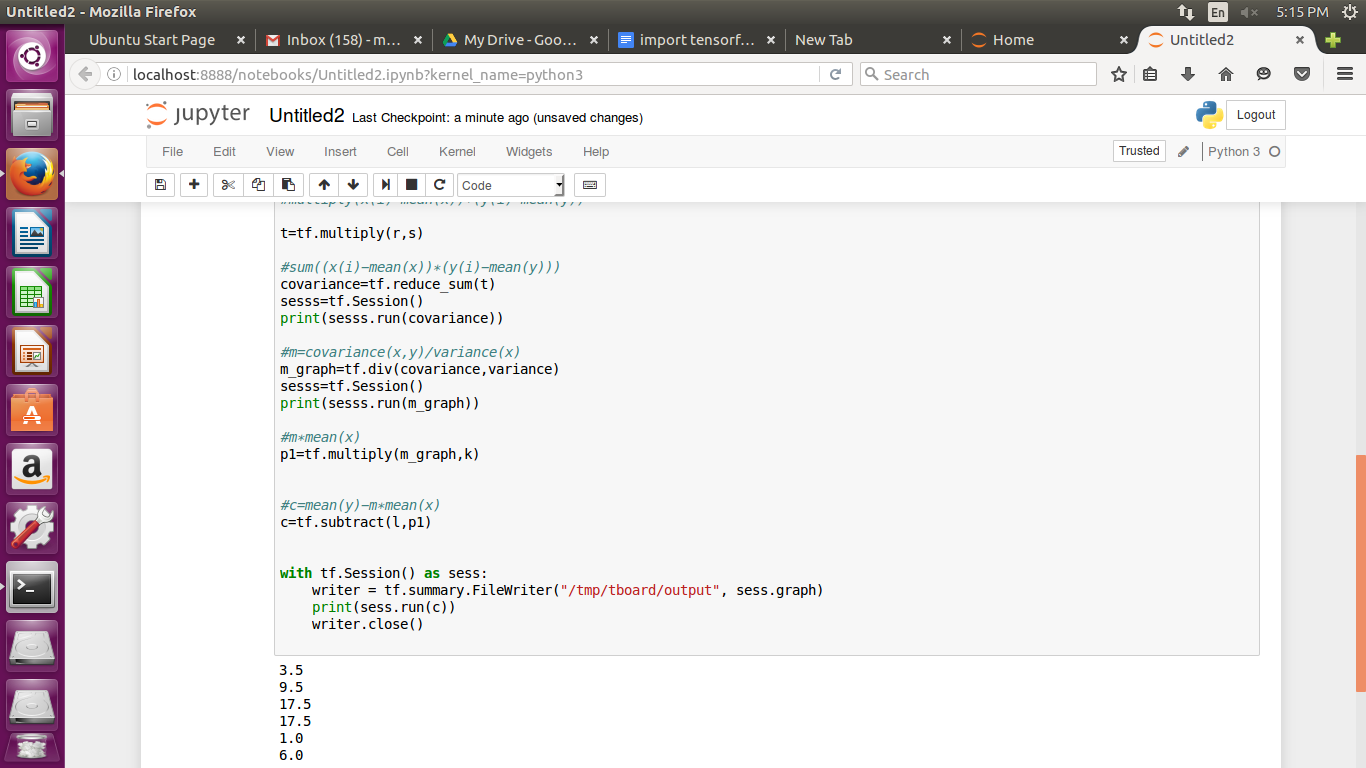 Untitled2 - Mozilla Firefox
En
5:15 PM
Ubuntu Start Page
Inbox (158) - m...
My Drive - Goo...
import tensorf...
New Tab
Home
Untitled2
localhost:8888/notebooks/Untitled2.ipynb?kernel_name=python3
Search
jupyter Untitled2 Last Checkpoint: a minute ago (unsaved changes)
Logout
File Edit View Insert Cell Kernel Widgets Help
Trusted
Python 3
Code
t=tf.multiply(r,s)
#sum((x(i)-mean(x))*(y(i)-mean(y)))
covariance=tf.reduce_sum(t)
sesss=tf.Session()
print(sesss.run(covariance))
#m=covariance(x,y)/variance(x)
m_graph=tf.div(covariance,variance)
sesss=tf.Session()
print(sesss.run(m_graph))
#m*mean(x)
p1=tf.multiply(m_graph,k)
#c=mean(y)-m*mean(x)
c=tf.subtract(l,p1)
with tf.Session() as sess:
writer = tf.summary.FileWriter("/tmp/tboard/output", sess.graph)
print(sess.run(c))
writer.close()
3.5
9.5
17.5
17.5
1.0
6.0